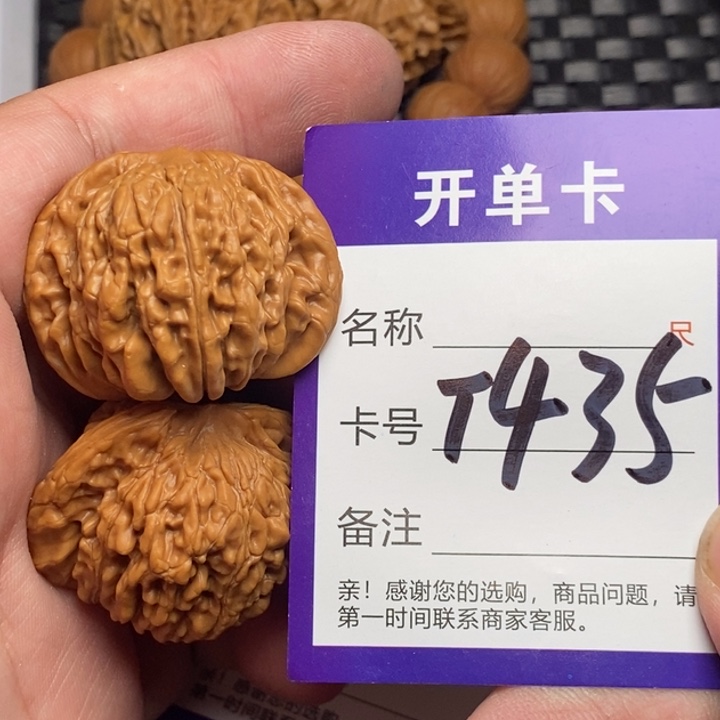 开单卡
名称
尺
卡号 T435
备注
亲！感谢您的选购，商品问题，请
第一时间联系商家客服。